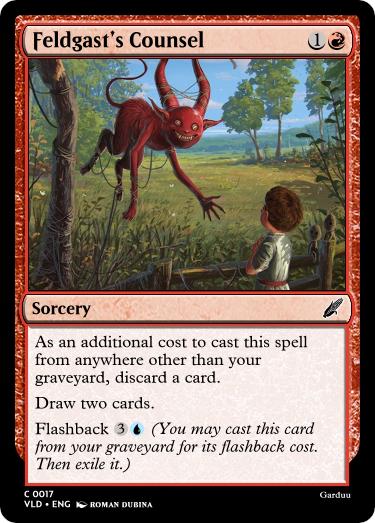 Feldgast's Counsel
1
Sorcery
As an additional cost to cast this spell
from anywhere other than your
graveyard, discard a card.
Draw two cards.
Flashback 3 (You may cast this card
from your graveyard for its flashback cost.
Then exile it.)
C 0017
VLD • ENG ROMAN DUBINA
Garduu